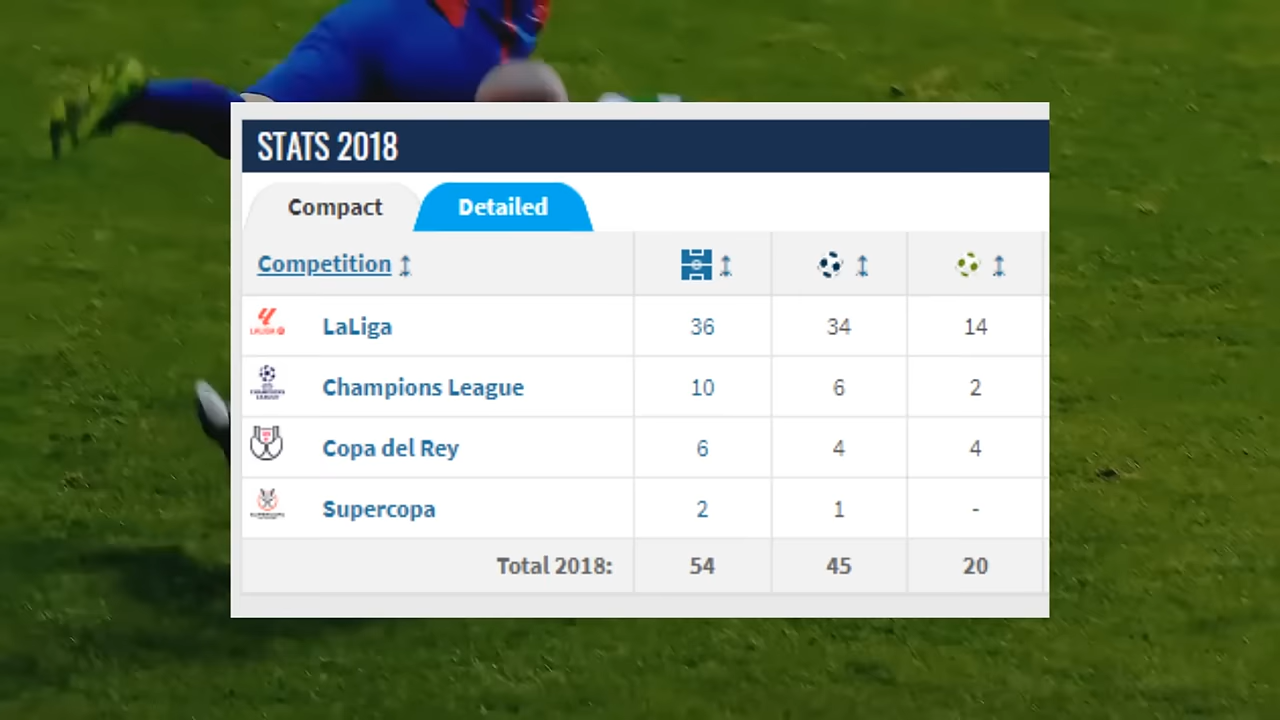 STATS 2018
Compact Detailed
Competition
LaLiga 36 34 14
Champions League 10 6 2
Copa del Rey 6 4 4
Supercopa 2 1 -
Total 2018: 54 45 20